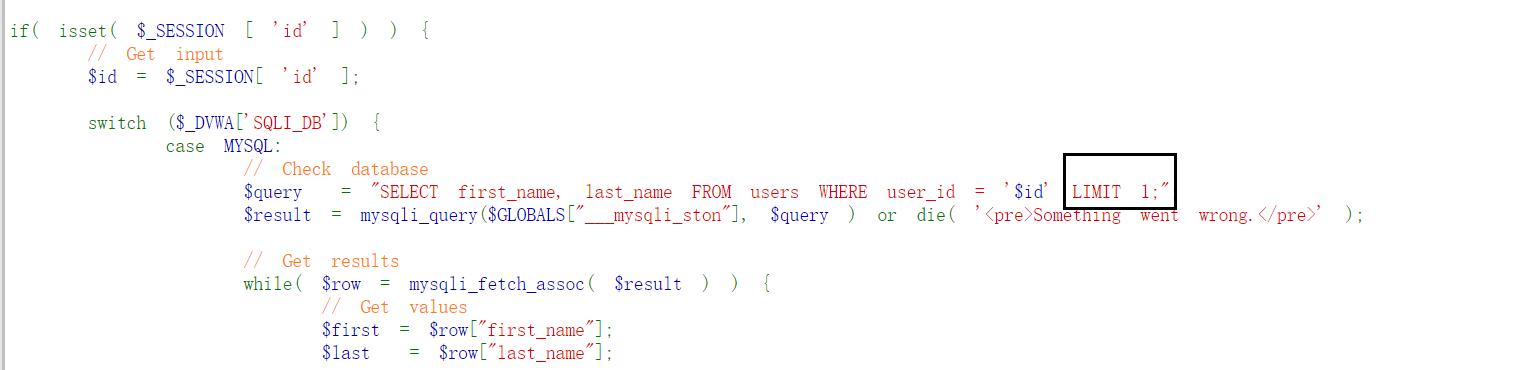 if( isset( $_SESSION [ 'id' ] ) ) {
// Get input
$id = $_SESSION[ 'id' ];
switch ($_DVWA['SQLI_DB']) {
case MYSQL:
// Check database
$query = "SELECT first_name, last_name FROM users WHERE user_id = '$id' LIMIT 1;"
$result = mysqli_query($GLOBALS["___mysqli_ston"], $query ) or die( '<pre>Something went wrong.</pre>' );
// Get results
while( $row = mysqli_fetch_assoc( $result ) ) {
// Get values
$first = $row["first_name"];
$last = $row["last_name"];